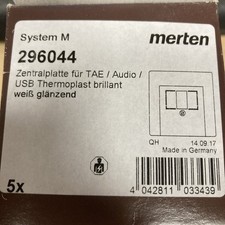 System M
merten
296044
Zentralplatte für TAE / Audio /
USB Thermoplast brillant
weiß glänzend
QH 14.09.17
Made in Germany
5x
4 042811 033439